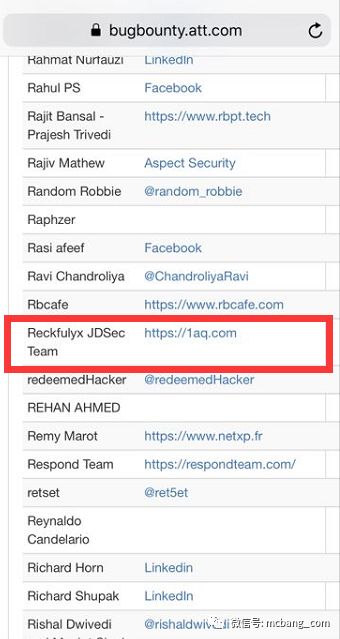 bugbounty.att.com
Rahmat Nurfauzi LinkedIn
Rahul PS Facebook
Rajit Bansal - https://www.rbpt.tech
Prajesh Trivedi
Rajiv Mathew Aspect Security
Random Robbie @random_robbie
Raphzer
Rasi afeef Facebook
Ravi Chandroliya @ChandroliyaRavi
Rbcafe https://www.rbcafe.com
Reckfulyx JDSec https://1aq.com
Team
redeemedHacker @redeemedHacker
REHAN AHMED
Remy Marot https://www.netxp.fr
Respond Team https://respondteam.com/
retset @ret5et
Reynaldo
Candelario
Richard Horn Linkedin
Richard Shupak Linkedin
Rishal Dwivedi @rishaldwivedi
微信号: mcbang_com